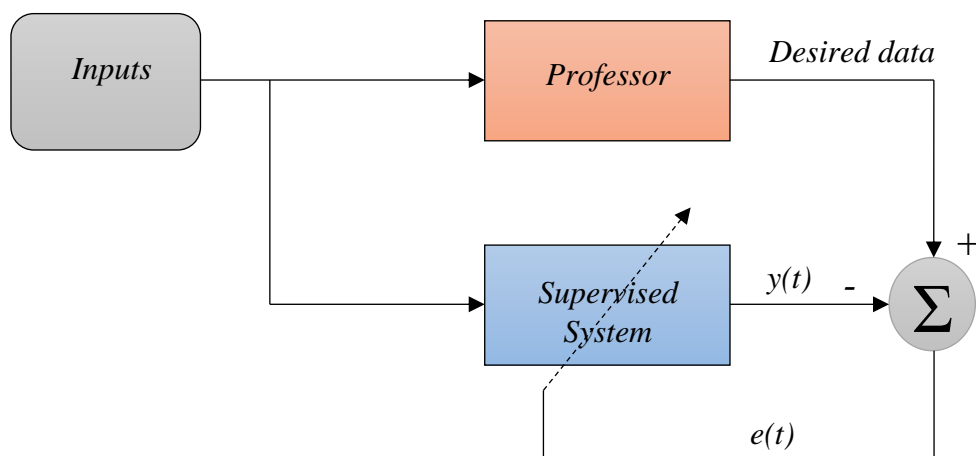 Inputs
Professor
Desired data
+
Supervised
System
y(t)
-
Σ
e(t)